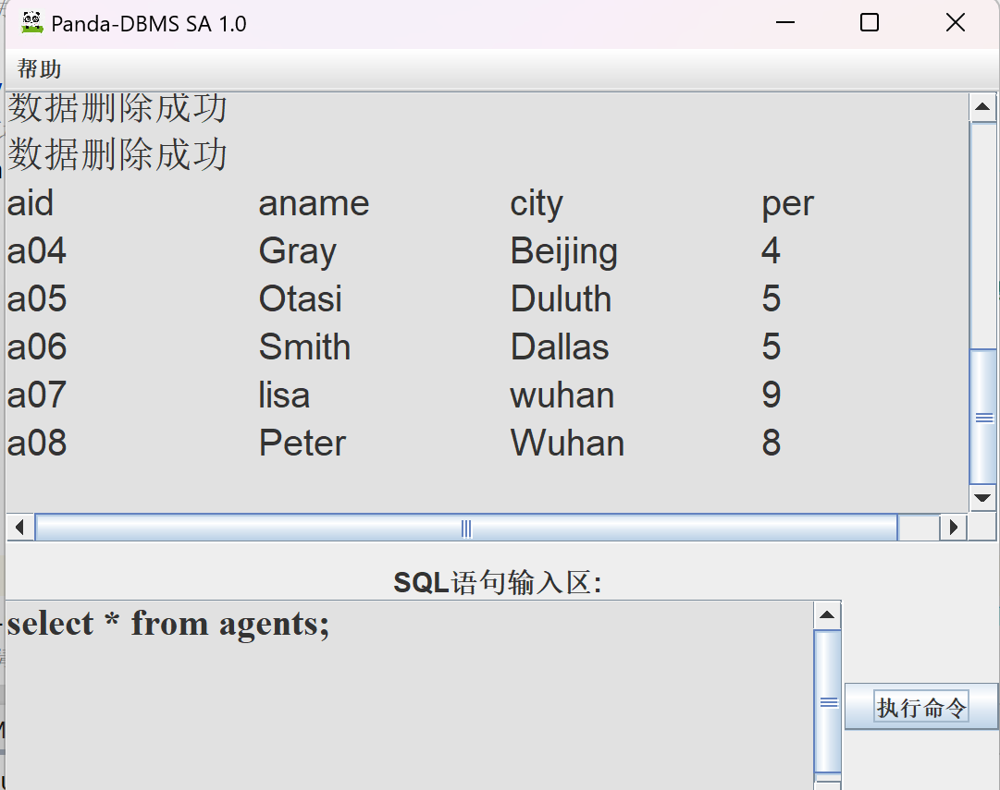 Panda-DBMS SA 1.0
帮助
数据删除成功
数据删除成功
aid aname city per
a04 Gray Beijing 4
a05 Otasi Duluth 5
a06 Smith Dallas 5
a07 lisa wuhan 9
a08 Peter Wuhan 8
SQL语句输入区:
select * from agents;
执行命令